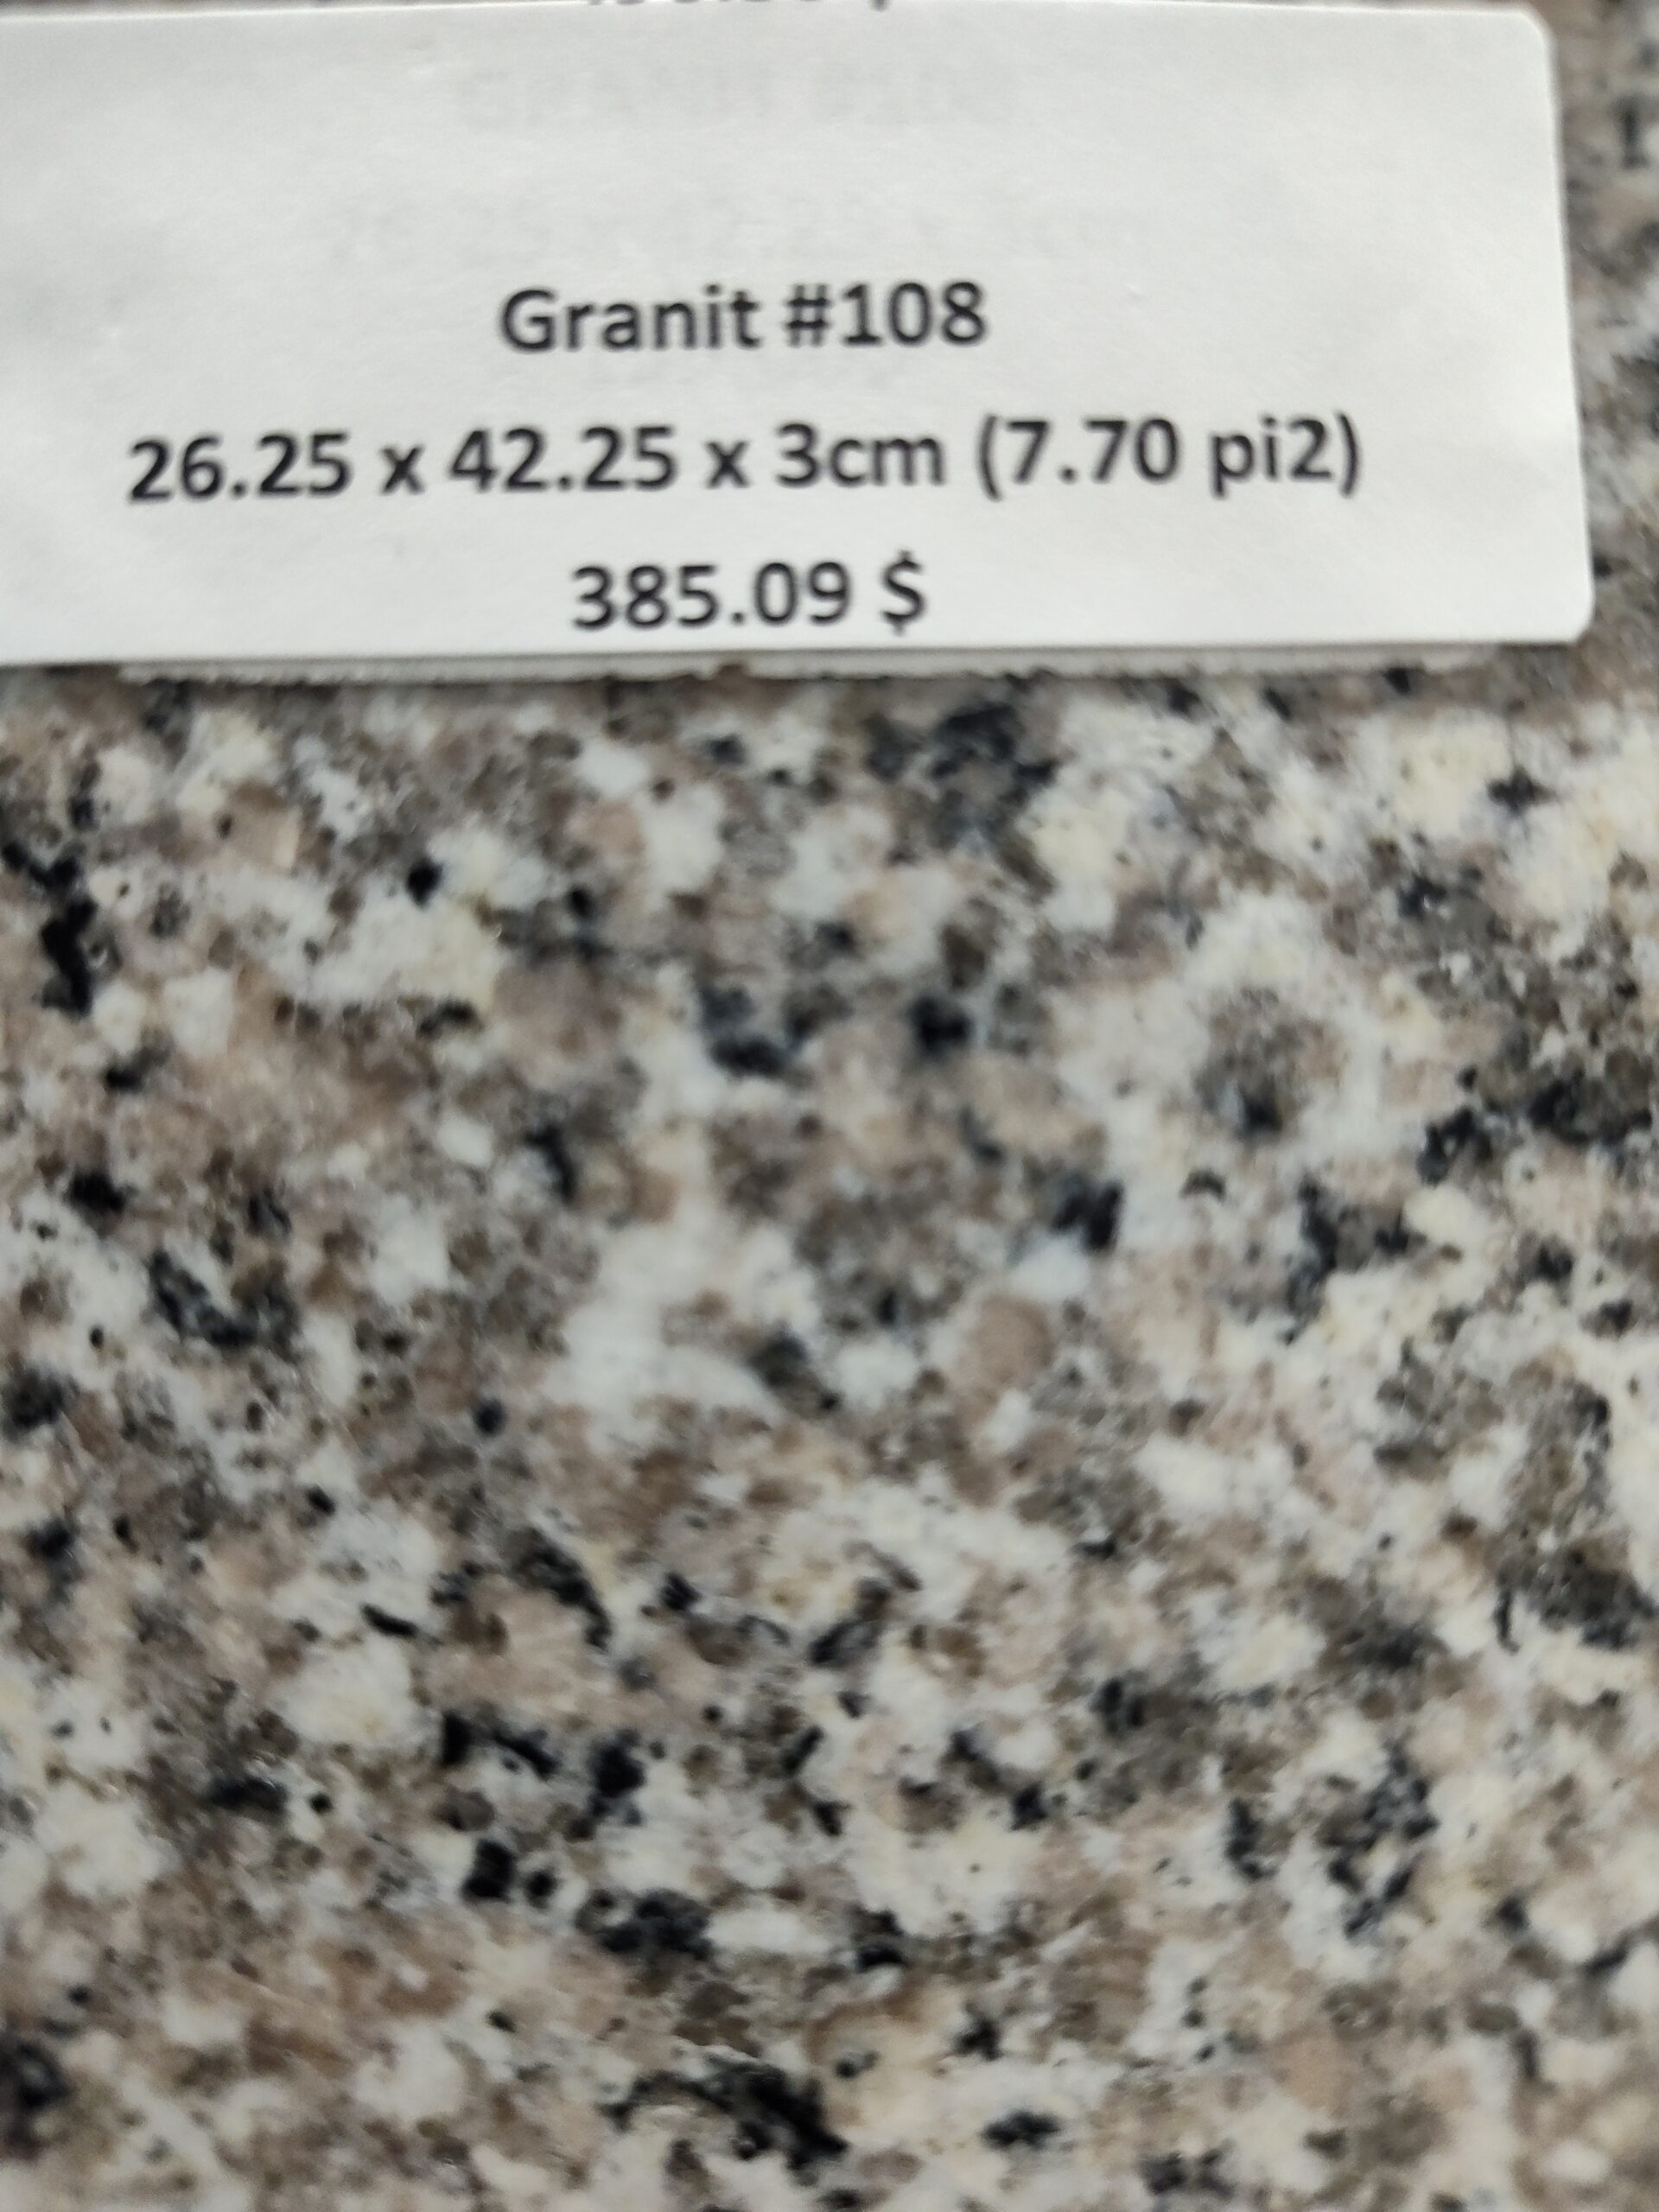 Granit #108
26.25 x 42.25 x 3cm (7.70 pi2)
385.09 $